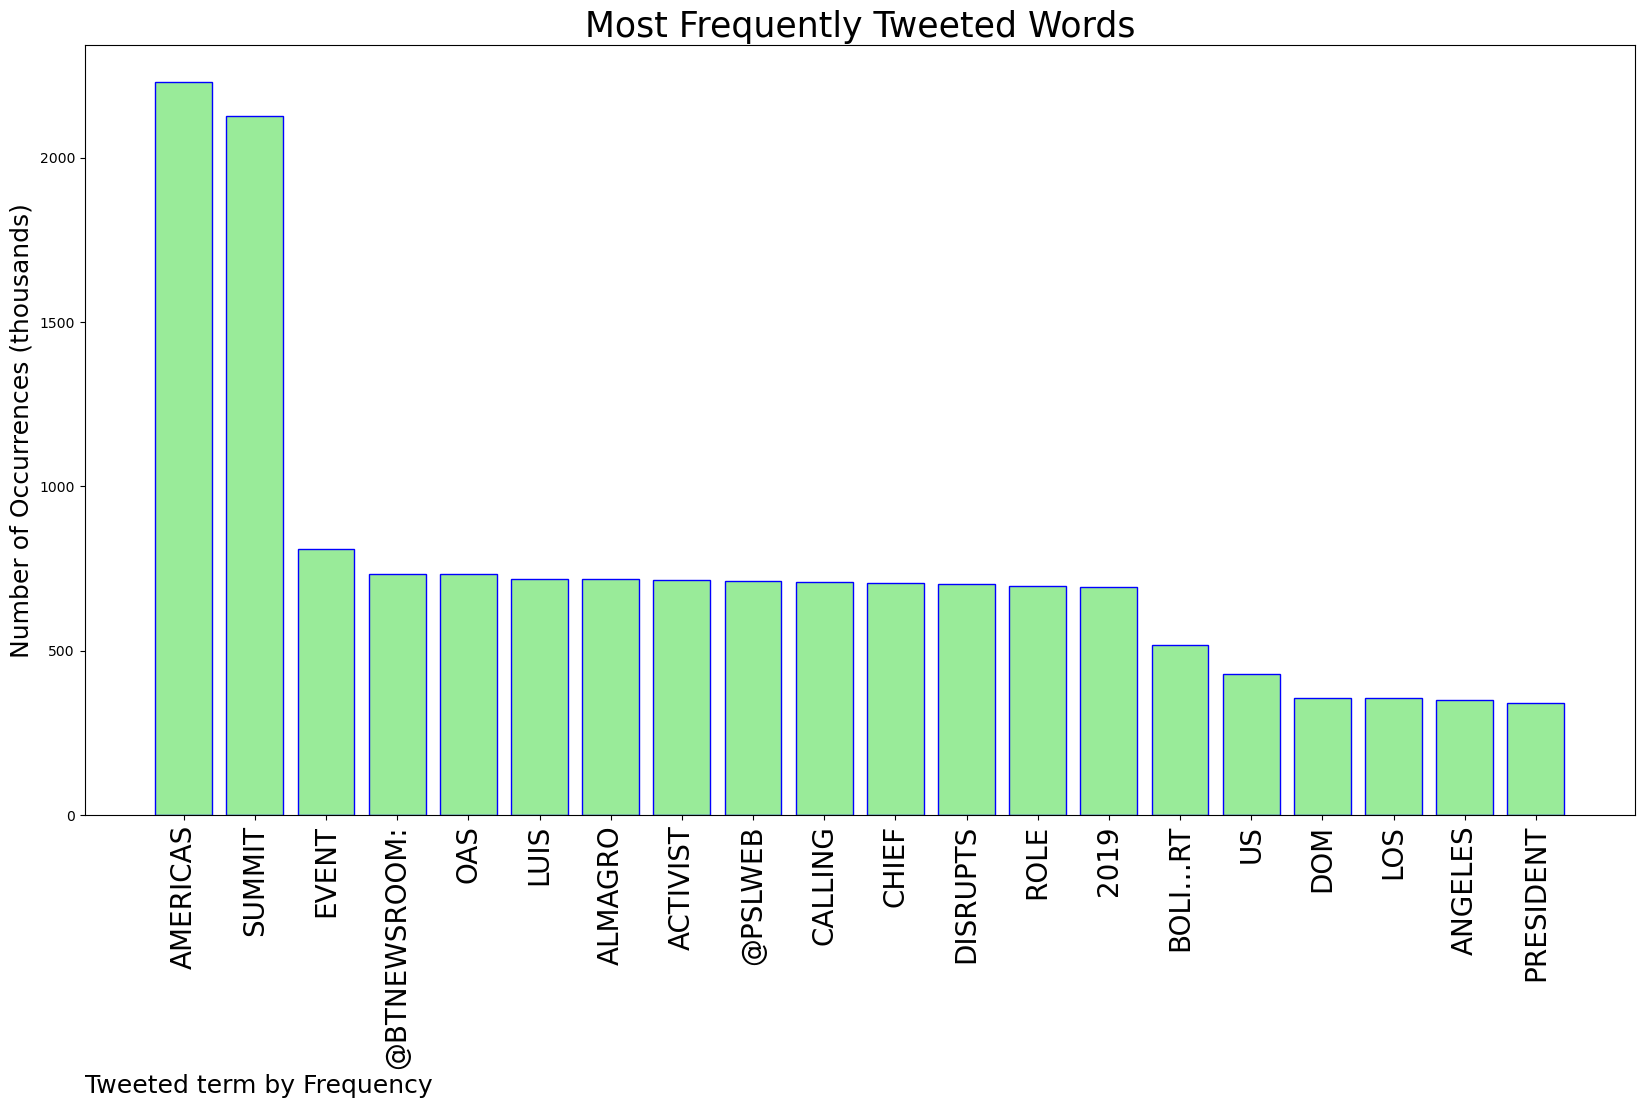 Most Frequently Tweeted Words
Number of Occurrences (thousands)
2000
1500
1000
500
0
AMERICAS
SUMMIT
EVENT
@BTNEWSROOM:
OAS
LUIS
ALMAGRO
ACTIVIST
@PSLWEB
CALLING
CHIEF
DISRUPTS
ROLE
2019
BOLI…RT
US
DOM
LOS
ANGELES
PRESIDENT
Tweeted term by Frequency